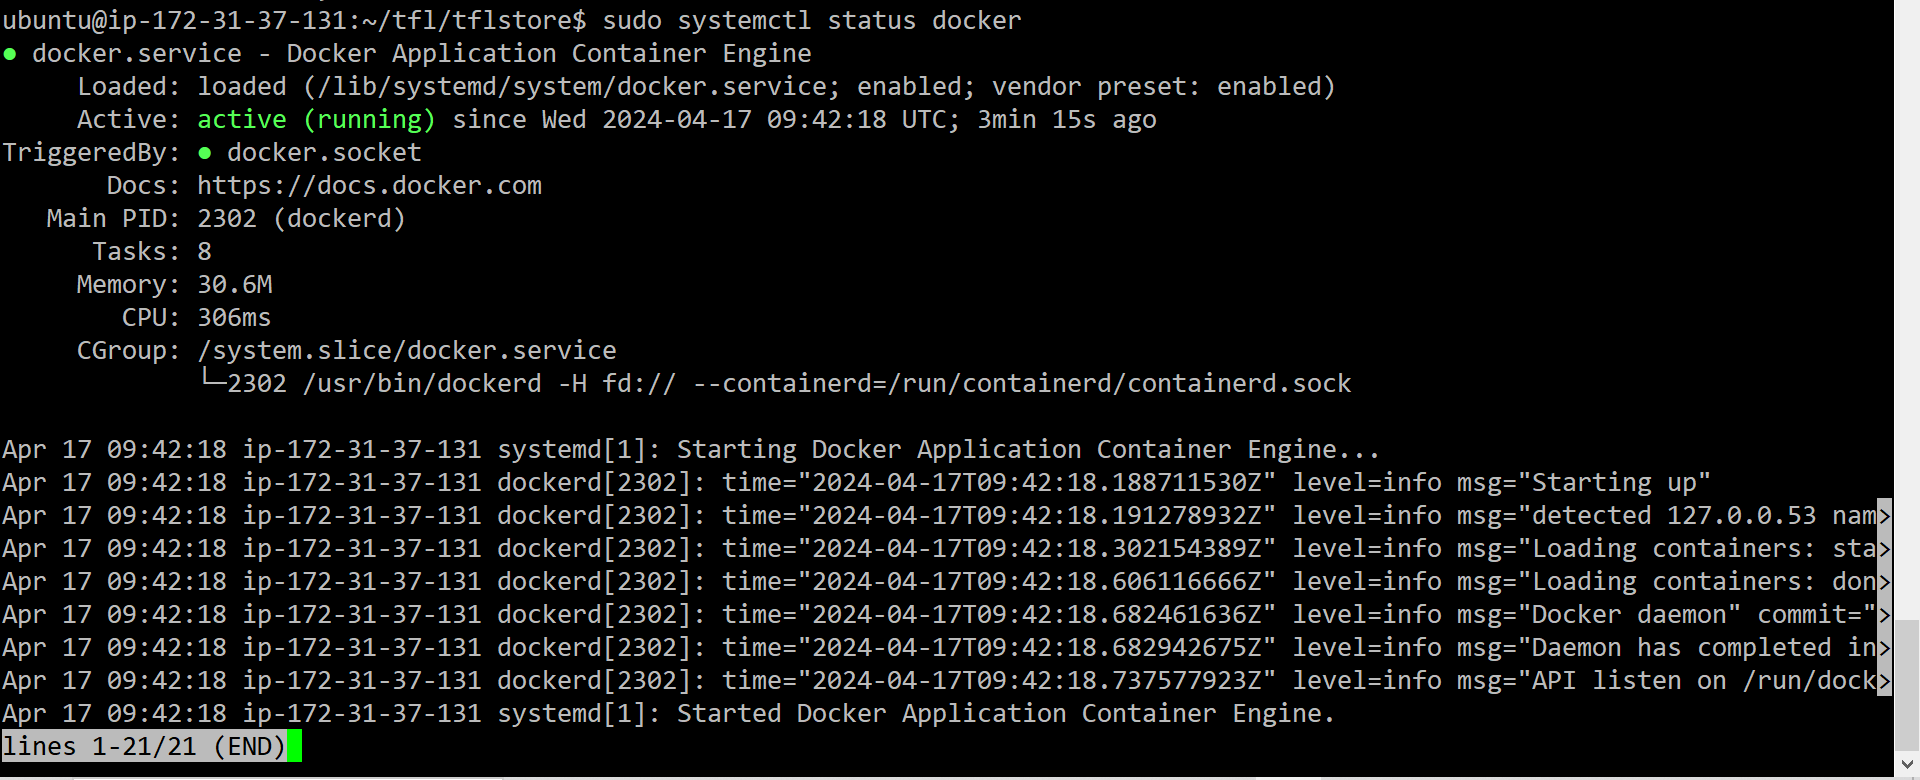 ubuntu@ip-172-31-37-131:~/tfl/tflstore$ sudo systemctl status docker
● docker.service - Docker Application Container Engine
     Loaded: loaded (/lib/systemd/system/docker.service; enabled; vendor preset: enabled)
     Active: active (running) since Wed 2024-04-17 09:42:18 UTC; 3min 15s ago
TriggeredBy: ● docker.socket
       Docs: https://docs.docker.com
   Main PID: 2302 (dockerd)
      Tasks: 8
     Memory: 30.6M
        CPU: 306ms
     CGroup: /system.slice/docker.service
             └─2302 /usr/bin/dockerd -H fd:// --containerd=/run/containerd/containerd.sock

Apr 17 09:42:18 ip-172-31-37-131 systemd[1]: Starting Docker Application Container Engine...
Apr 17 09:42:18 ip-172-31-37-131 dockerd[2302]: time="2024-04-17T09:42:18.188711530Z" level=info msg="Starting up"
Apr 17 09:42:18 ip-172-31-37-131 dockerd[2302]: time="2024-04-17T09:42:18.191278932Z" level=info msg="detected 127.0.0.53 nam>
Apr 17 09:42:18 ip-172-31-37-131 dockerd[2302]: time="2024-04-17T09:42:18.302154389Z" level=info msg="Loading containers: sta>
Apr 17 09:42:18 ip-172-31-37-131 dockerd[2302]: time="2024-04-17T09:42:18.606116666Z" level=info msg="Loading containers: don>
Apr 17 09:42:18 ip-172-31-37-131 dockerd[2302]: time="2024-04-17T09:42:18.682461636Z" level=info msg="Docker daemon" commit=">
Apr 17 09:42:18 ip-172-31-37-131 dockerd[2302]: time="2024-04-17T09:42:18.682942675Z" level=info msg="Daemon has completed in>
Apr 17 09:42:18 ip-172-31-37-131 dockerd[2302]: time="2024-04-17T09:42:18.737577923Z" level=info msg="API listen on /run/dock>
Apr 17 09:42:18 ip-172-31-37-131 systemd[1]: Started Docker Application Container Engine.
lines 1-21/21 (END)